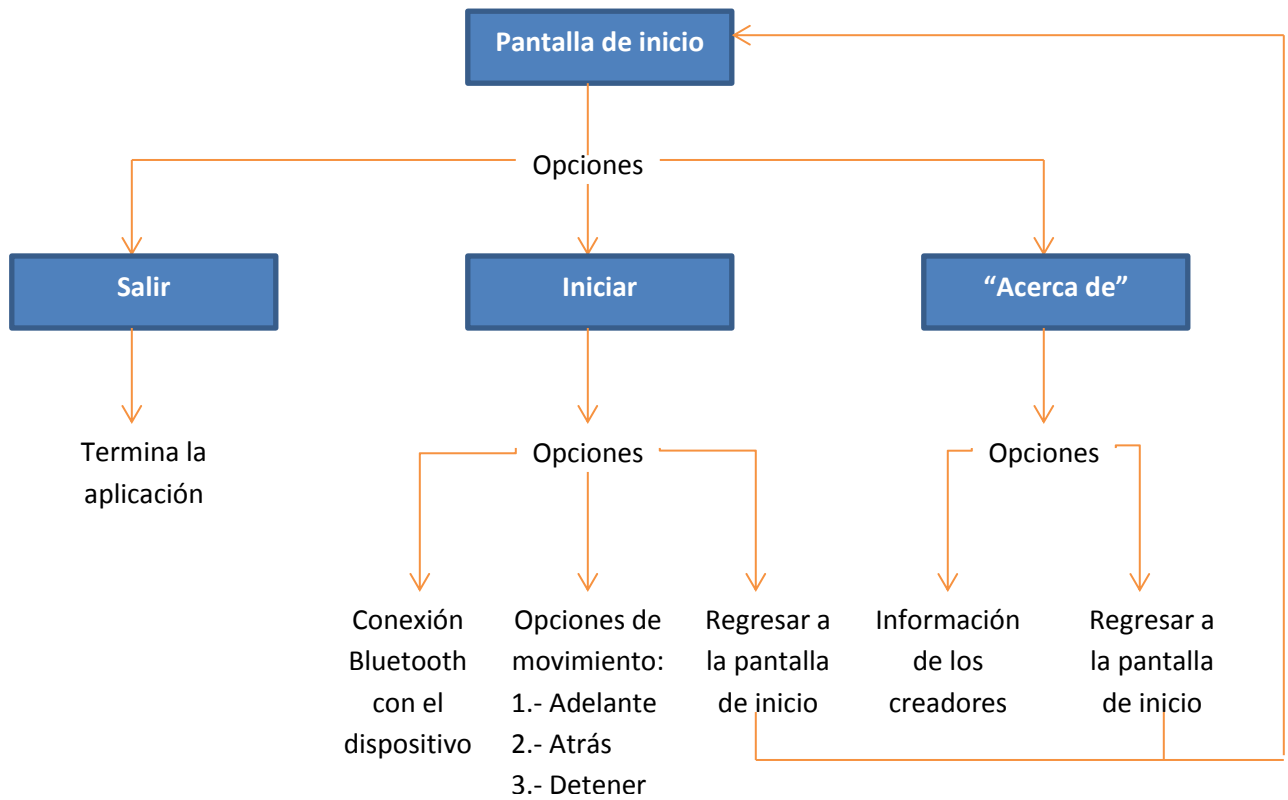 Pantalla de inicio
Opciones
Salir
Iniciar
“Acerca de”
Termina la
aplicación
Opciones
Opciones
Conexión
Bluetooth
con el
dispositivo
Opciones de
movimiento:
1.- Adelante
2.- Atrás
3.- Detener
Regresar a
la pantalla
de inicio
Información
de los
creadores
Regresar a
la pantalla
de inicio